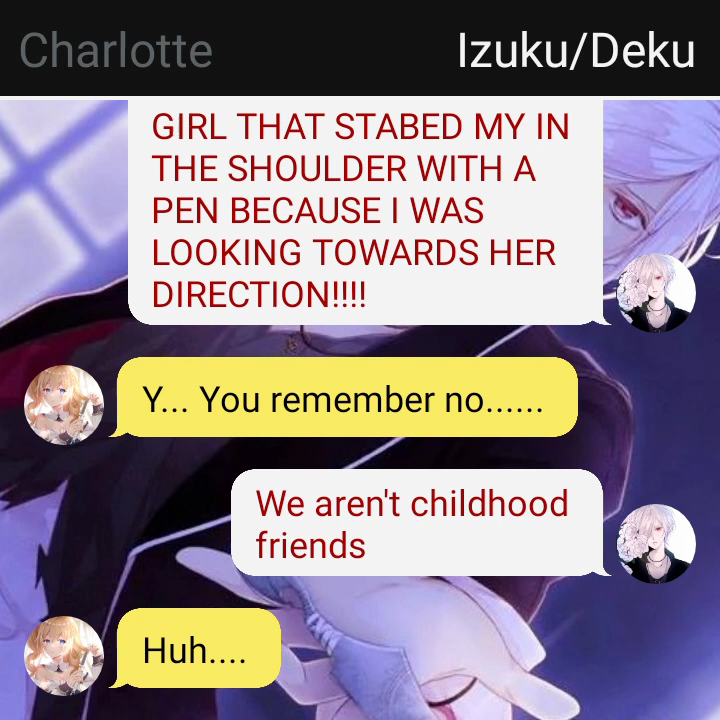 Charlotte Izuku/Deku
GIRL THAT STABED MY IN
THE SHOULDER WITH A
PEN BECAUSE I WAS
LOOKING TOWARDS HER
DIRECTION!!!!
Y... You remember no......
We aren't childhood
friends
Huh....